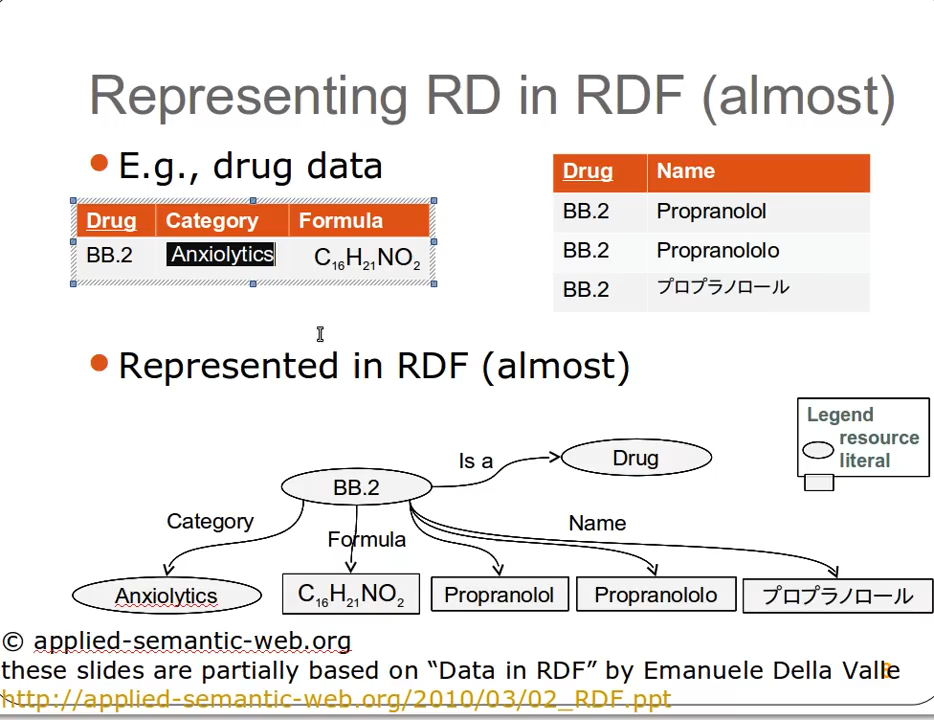 Representing RD in RDF (almost)
E.g., drug data
Drug Category Formula
BB.2 Anxiolytics C16H21NO2
Drug Name
BB.2 Propranolol
BB.2 Propranololo
BB.2 プロプラノロール
Represented in RDF (almost)
Legend
resource
literal
Is a
Drug
BB.2
Category
Formula
Name
Anxiolytics
C16H21NO2
Propranolol
Propranololo
プロプラノロール
© applied-semantic-web.org
these slides are partially based on “Data in RDF” by Emanuele Della Valle
http://applied-semantic-web.org/2010/03/02_RDF.ppt